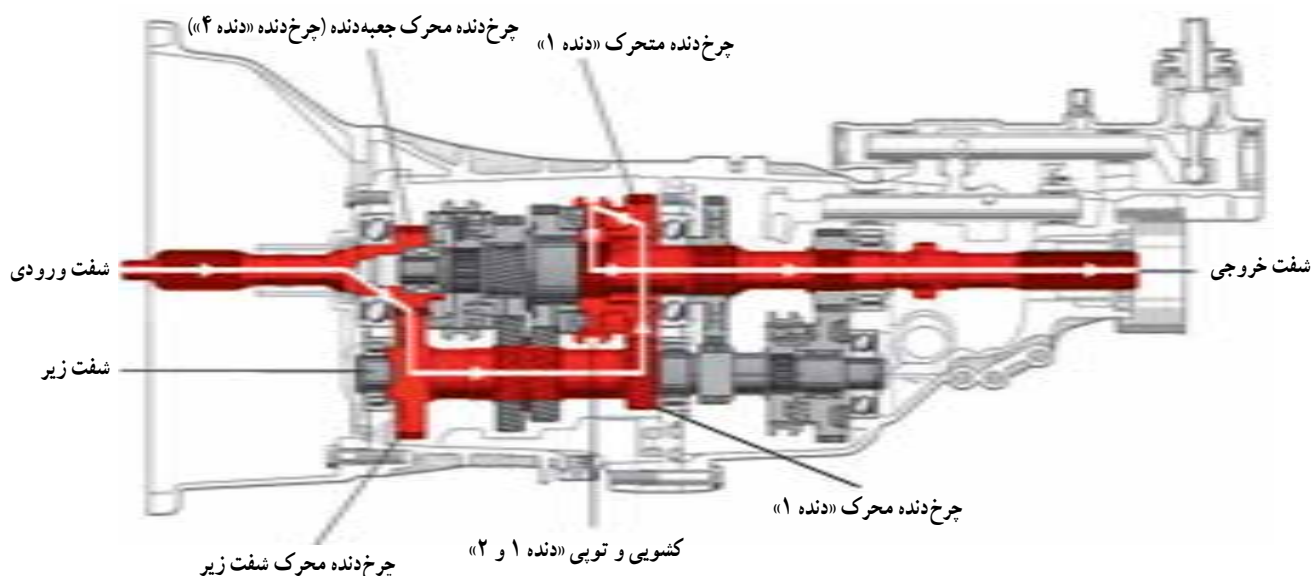 چرخ‌دنده محرک جعبه‌دنده (چرخ‌دنده «دنده ۴»)
چرخ‌دنده متحرک «دنده ۱»
شفت خروجی
شفت ورودی
شفت زیر
چرخ‌دنده محرک «دنده ۱»
کشویی و توپی «دنده ۱ و ۲»
چرخ‌دنده محرک شفت زیر